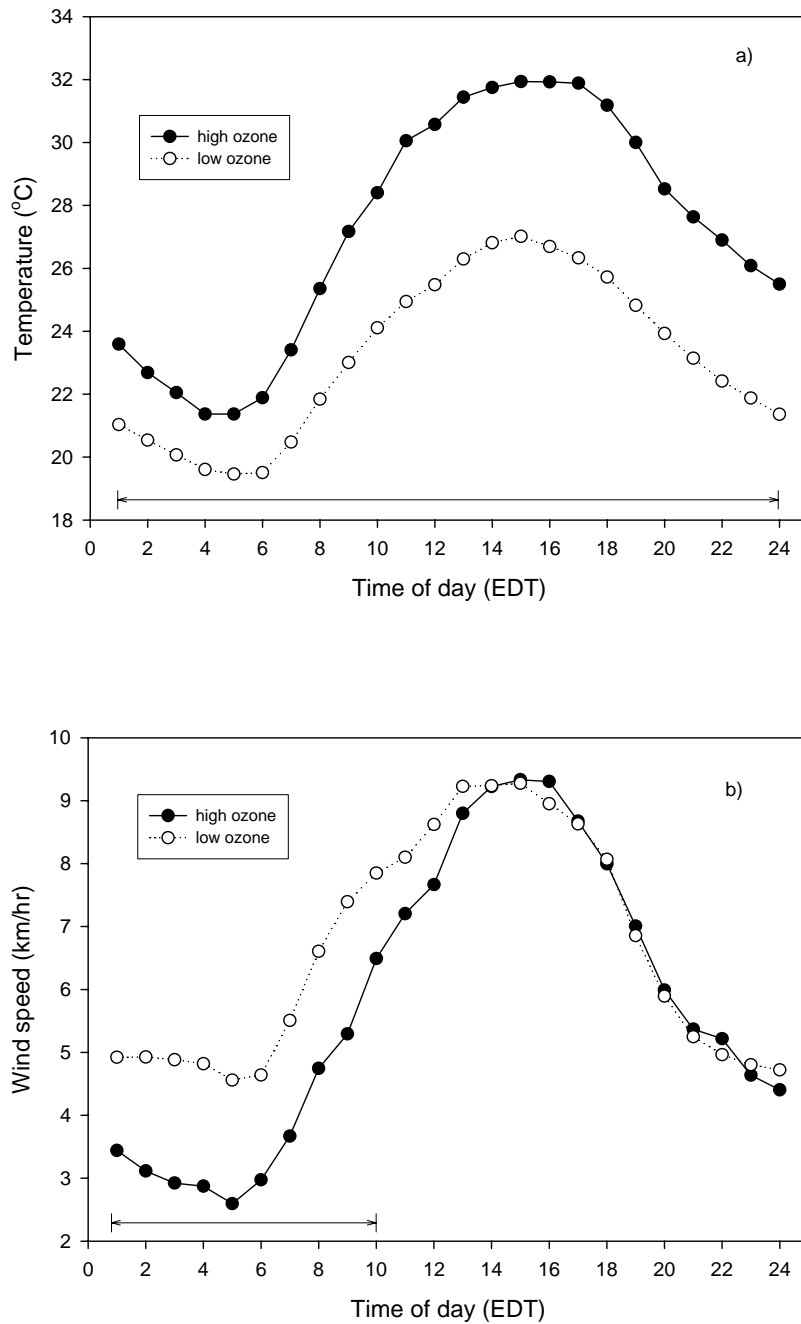 34
32
30
28
26
24
22
20
18
a)
high ozone
low ozone
Temperature (°C)
0 2 4 6 8 10 12 14 16 18 20 22 24
Time of day (EDT)
10
9
8
7
6
5
4
3
2
b)
high ozone
low ozone
Wind speed (km/hr)
0 2 4 6 8 10 12 14 16 18 20 22 24
Time of day (EDT)